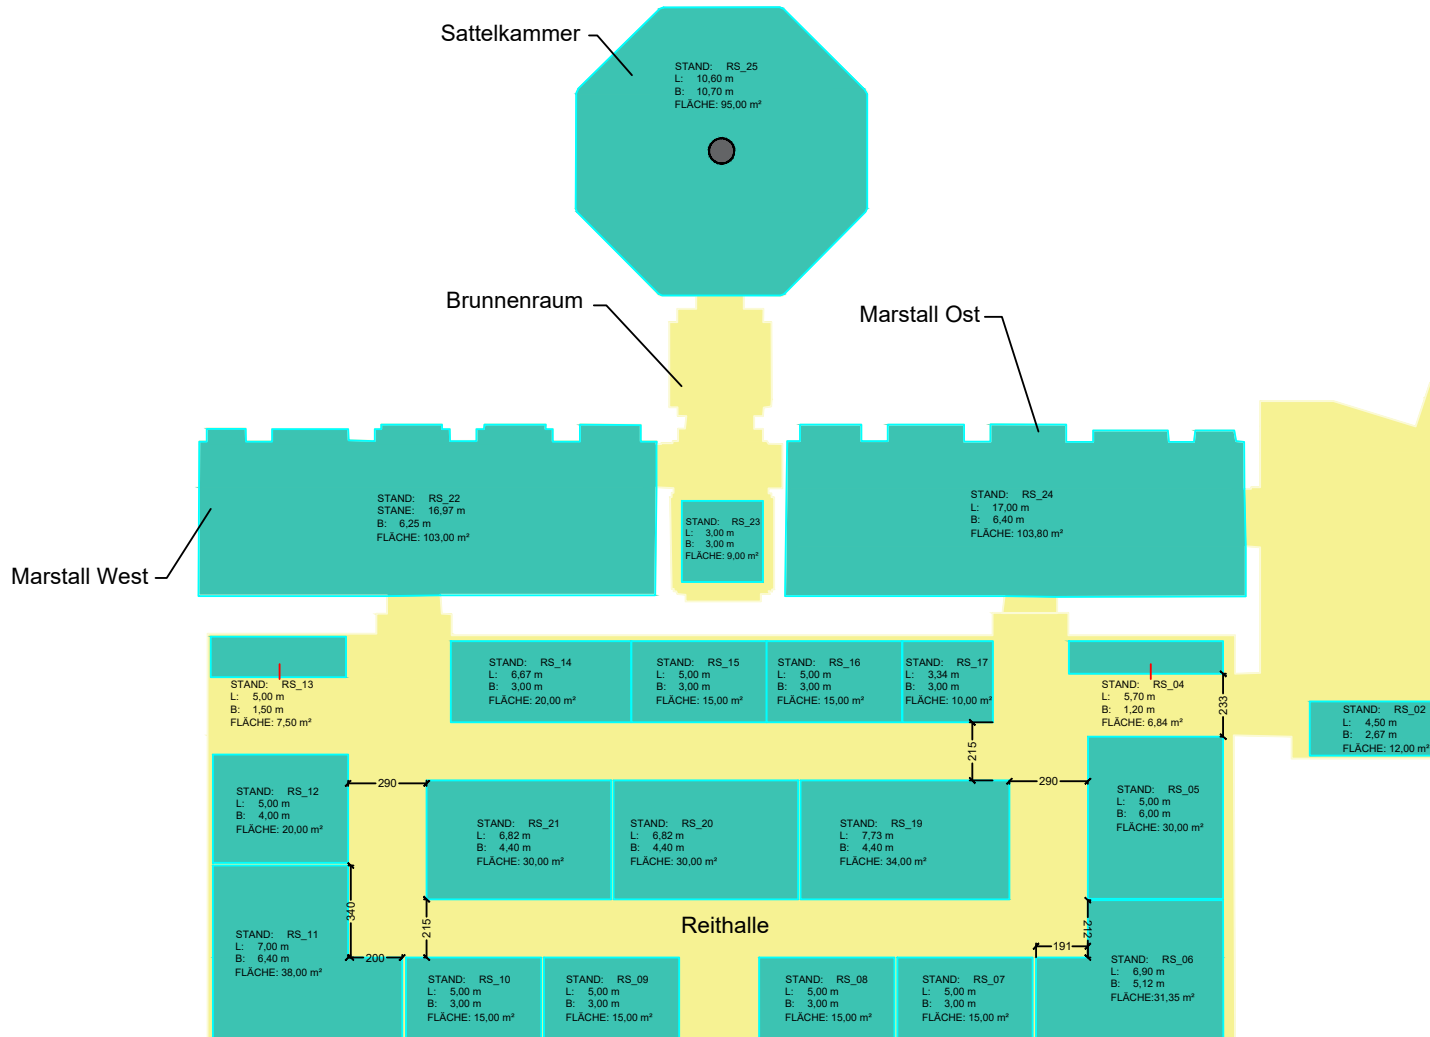 Sattelkammer
STAND: RS_25
L: 10,60 m
B: 10,70 m
FLÄCHE: 95,00 m²
Brunnenraum
Marstall Ost
STAND: RS_22
STANE: 16,97 m
B: 6,25 m
FLÄCHE: 103,00 m²
STAND: RS_24
L: 17,00 m
B: 6,40 m
FLÄCHE: 103,80 m²
STAND: RS_23
L: 3,00 m
B: 3,00 m
FLÄCHE: 9,00 m²
Marstall West
STAND: RS_13
L: 5,00 m
B: 1,50 m
FLÄCHE: 7,50 m²
STAND: RS_14
L: 6,67 m
B: 3,00 m
FLÄCHE: 20,00 m²
STAND: RS_15
L: 5,00 m
B: 3,00 m
FLÄCHE: 15,00 m²
STAND: RS_16
L: 5,00 m
B: 3,00 m
FLÄCHE: 15,00 m²
STAND: RS_17
L: 3,34 m
B: 3,00 m
FLÄCHE: 10,00 m²
STAND: RS_04
L: 5,70 m
B: 1,20 m
FLÄCHE: 6,84 m²
233
STAND: RS_02
L: 4,50 m
B: 2,67 m
FLÄCHE: 12,00 m²
215
290
290
STAND: RS_12
L: 5,00 m
B: 4,00 m
FLÄCHE: 20,00 m²
STAND: RS_21
L: 6,82 m
B: 4,40 m
FLÄCHE: 30,00 m²
STAND: RS_20
L: 6,82 m
B: 4,40 m
FLÄCHE: 30,00 m²
STAND: RS_19
L: 7,73 m
B: 4,40 m
FLÄCHE: 34,00 m²
STAND: RS_05
L: 5,00 m
B: 6,00 m
FLÄCHE: 30,00 m²
340
215
Reithalle
212
191
200
STAND: RS_11
L: 7,00 m
B: 6,40 m
FLÄCHE: 38,00 m²
STAND: RS_10
L: 5,00 m
B: 3,00 m
FLÄCHE: 15,00 m²
STAND: RS_09
L: 5,00 m
B: 3,00 m
FLÄCHE: 15,00 m²
STAND: RS_08
L: 5,00 m
B: 3,00 m
FLÄCHE: 15,00 m²
STAND: RS_07
L: 5,00 m
B: 3,00 m
FLÄCHE: 15,00 m²
STAND: RS_06
L: 6,90 m
B: 5,12 m
FLÄCHE:31,35 m²